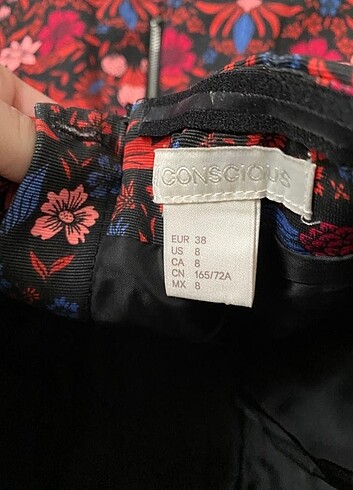 CONSCIOUS
EUR 38
US 8
CA 8
CN 165/72A
MX 8